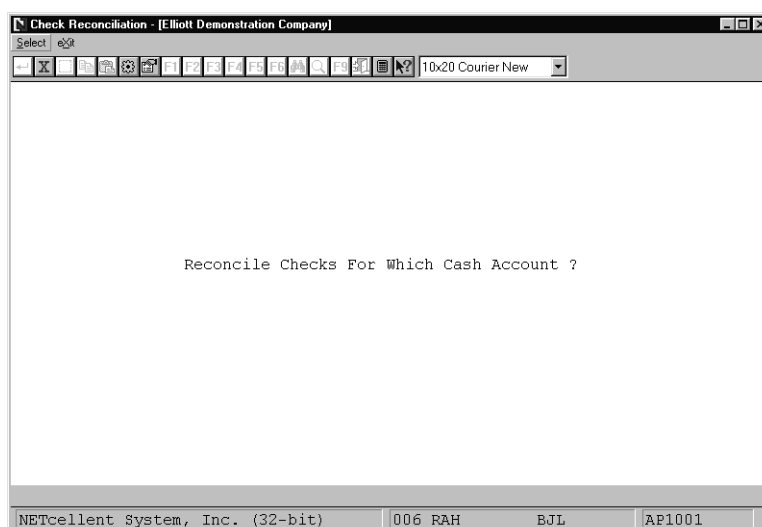 Check Reconciliation - [Elliott Demonstration Company]
Select eXit
X F1 F2 F3 F4 F5 F6 F9 10x20 Courier New
Reconcile Checks For Which Cash Account ?
NETcellent System, Inc. (32-bit) 006 RAH BJL AP1001